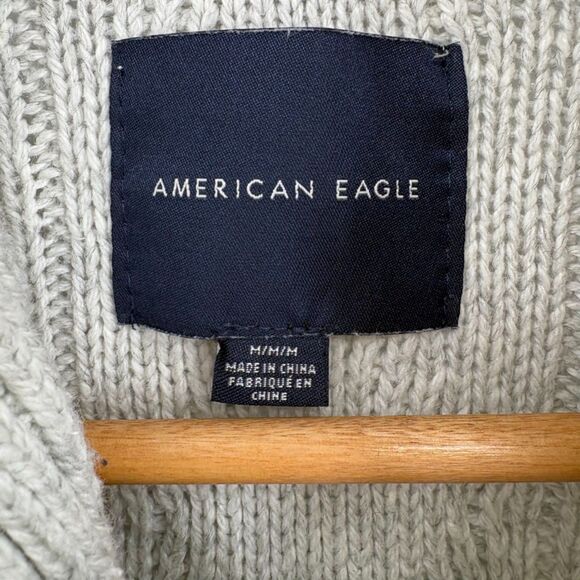 AMERICAN EAGLE
M/M/M
MADE IN CHINA
FABRIQUÉ EN
CHINE